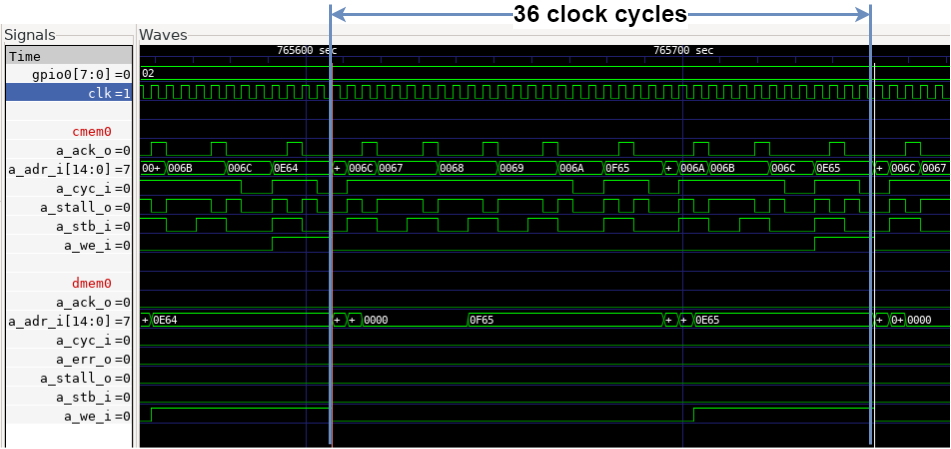 36 clock cycles
Signals Waves
Time 765600 sec 765700 sec
gpio0[7:0] =0 02
clk =1
cmem0
a_ack_o =0
a_adr_i[14:0] =7 00+ 006B 006C 0E64 + 006C 0067 0068 0069 006A 0F65 + 006A 006B 006C 0E65 + 006C 0067
a_cyc_i =0
a_stall_o =0
a_stb_i =0
a_we_i =0
dmem0
a_ack_o =0
a_adr_i[14:0] =7 + 0E64 + + 0000 0F65 + + 0E65 + 0+ 0000
a_cyc_i =0
a_err_o =0
a_stall_o =0
a_stb_i =0
a_we_i =0